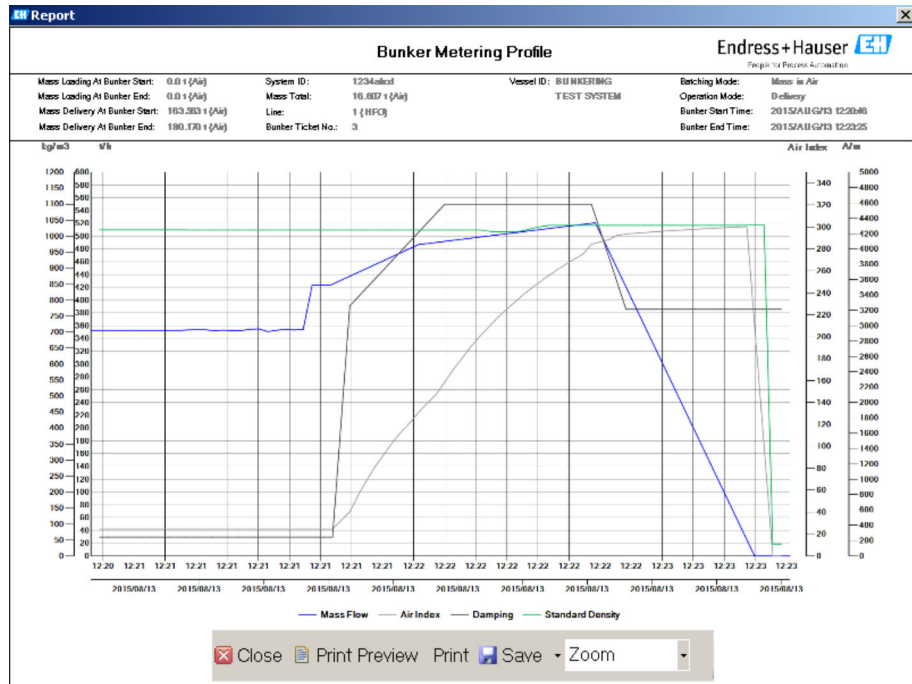 EH Report
Bunker Metering Profile
Endress+Hauser EH
People for Process Automation
Mass Loading At Bunker Start: 0.0 t (Air) System ID: 1234abcd Vessel ID: BUNKERING Batching Mode: Mass in Air
Mass Loading At Bunker End: 0.0 t (Air) Mass Total: 16.607 t (Air) TEST SYSTEM Operation Mode: Delivery
Mass Delivery At Bunker Start: 163.563 t (Air) Line: 1 (HFO) Bunker Start Time: 2015/AUG/13 12:20:46
Mass Delivery At Bunker End: 180.170 t (Air) Bunker Ticket No.: 3 Bunker End Time: 2015/AUG/13 12:23:25
kg/m3 t/h Air Index A/m
1200 600 5000
1150 580 340 4800
1100 560 4600
1050 540 320 4400
1000 520 300 4200
950 500 280 4000
900 480 3800
850 460 260 3600
800 440 240 3400
750 420 220 3200
700 400 3000
650 380 200 2800
600 360 180 2600
550 340 2400
500 320 160 2200
450 300 140 2000
400 280 120 1800
350 260 1600
300 240 100 1400
250 220 80 1200
200 200 1000
150 180 60 800
100 160 40 600
50 140 400
0 120 20 200
100 0 0
80
60
40
20
0
12:20 12:21 12:21 12:21 12:21 12:21 12:21 12:21 12:21 12:21 12:22 12:22 12:22 12:22 12:22 12:22 12:22 12:23 12:23 12:23 12:23 12:23 12:23
2015/08/13 2015/08/13 2015/08/13 2015/08/13 2015/08/13 2015/08/13 2015/08/13 2015/08/13 2015/08/13 2015/08/13 2015/08/13
Mass Flow Air Index Damping Standard Density
Close Print Preview Print Save Zoom